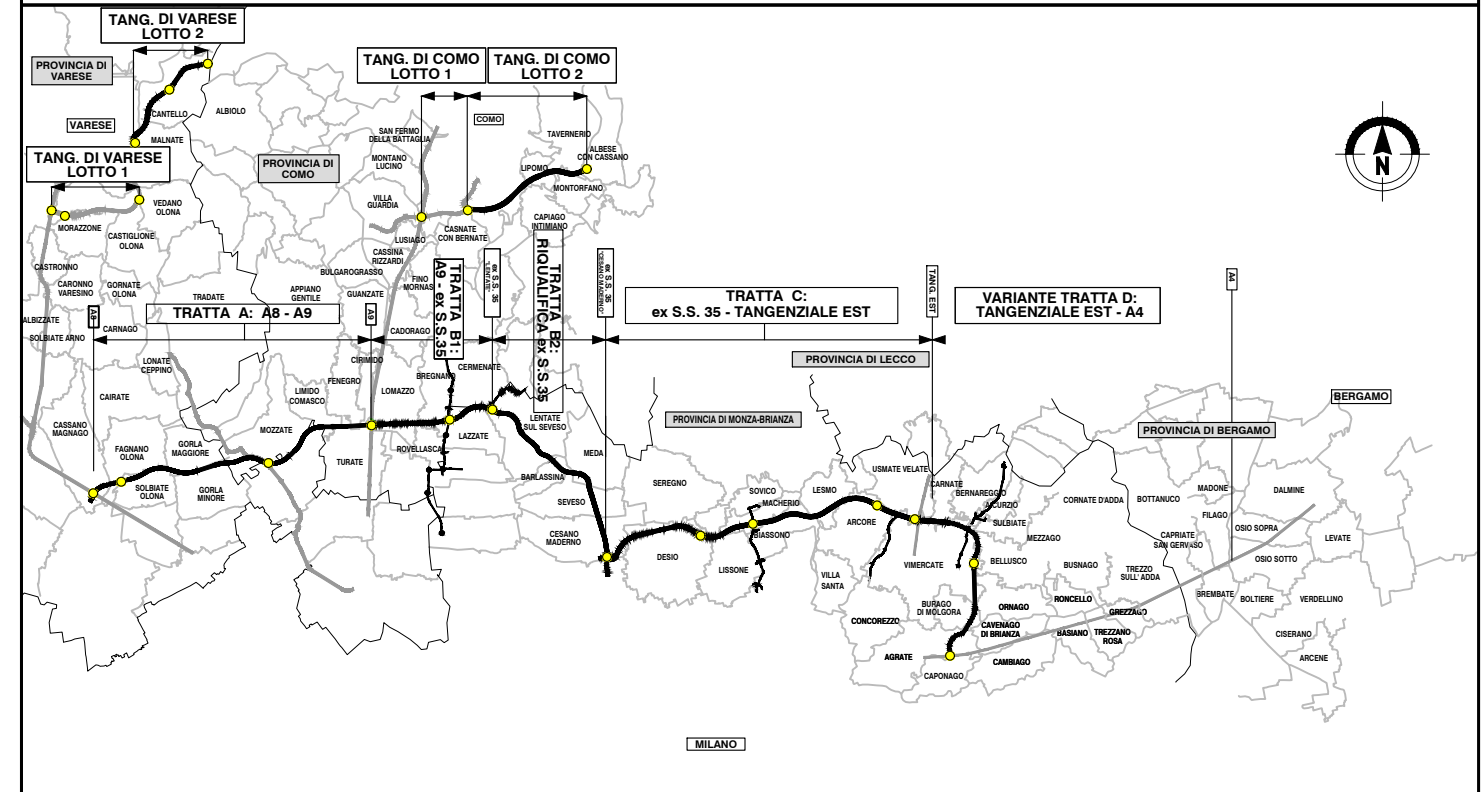 TANG. DI VARESE
LOTTO 2
PROVINCIA DI
VARESE
TANG. DI COMO
LOTTO 1
TANG. DI COMO
LOTTO 2
CANTELLO
ALBIOLO
VARESE
MALNATE
COMO
SAN FERMO
DELLA BATTAGLIA
TAVERNERIO
ALBESE
CON CASSANO
TANG. DI VARESE
LOTTO 1
PROVINCIA DI
COMO
MONTANO
LUCINO
LIPOMO
MONTORFANO
N
VEDANO
OLONA
VILLA
GUARDIA
MORAZZONE
CASTIGLIONE
OLONA
LUSIAGO
CASNATE
CON BERNATE
CAPIAGO
INTIMIANO
CASSINA
RIZZARDI
CASTRONNO
BULGAROGRASSO
CARONNO
VARESINO
GORNATE
OLONA
TRADATE
APPIANO
GENTILE
GUANZATE
FINO
MORNAS
TRATTA B1:
A9 - ex S.S.35
ex S.S. 35
"LENTATE"
TRATTA B2:
RIQUALIFICA ex S.S.35
ex S.S. 35
"CESANO MADERNO"
TRATTA C:
ex S.S. 35 - TANGENZIALE EST
TANG. EST
VARIANTE TRATTA D:
TANGENZIALE EST - A4
A4
A8
TRATTA A: A8 - A9
A9
ALBIZZATE
CARNAGO
CADORAGO
SOLBIATE ARNO
LONATE
CEPPINO
CIRIMIDO
FENEGRO
BREGNANO
CERMENATE
PROVINCIA DI LECCO
CAIRATE
LIMIDO
COMASCO
LOMAZZO
BERGAMO
CASSANO
MAGNAGO
MOZZATE
LENTATE
SUL SEVESO
PROVINCIA DI MONZA-BRIANZA
PROVINCIA DI BERGAMO
FAGNANO
OLONA
GORLA
MAGGIORE
LAZZATE
ROVELLASCA
MEDA
TURATE
SOLBIATE
OLONA
GORLA
MINORE
BARLASSINA
SEVESO
SEREGNO
SOVICO
MACHERIO
LESMO
USMATE VELATE
CARNATE
BERNAREGGIO
CORNATE D'ADDA
BOTTANUCO
MADONE
DALMINE
FILAGO
CESANO
MADERNO
DESIO
BIASSONO
ARCORE
SULBIATE
MEZZAGO
CAPRIATE
SAN GERVASO
OSIO SOPRA
LEVATE
LISSONE
VILLA
SANTA
VIMERCATE
BELLUSCO
BUSNAGO
TREZZO
SULL' ADDA
OSIO SOTTO
BURAGO
DI MOLGORA
ORNAGO
RONCELLO
GREZZAGO
BREMBATE
BOLTIERE
VERDELLINO
CONCOREZZO
CAVENAGO
DI BRIANZA
BASIANO
TREZZANO
ROSA
CISERANO
AGRATE
CAMBIAGO
ARCENE
CAPONAGO
MILANO